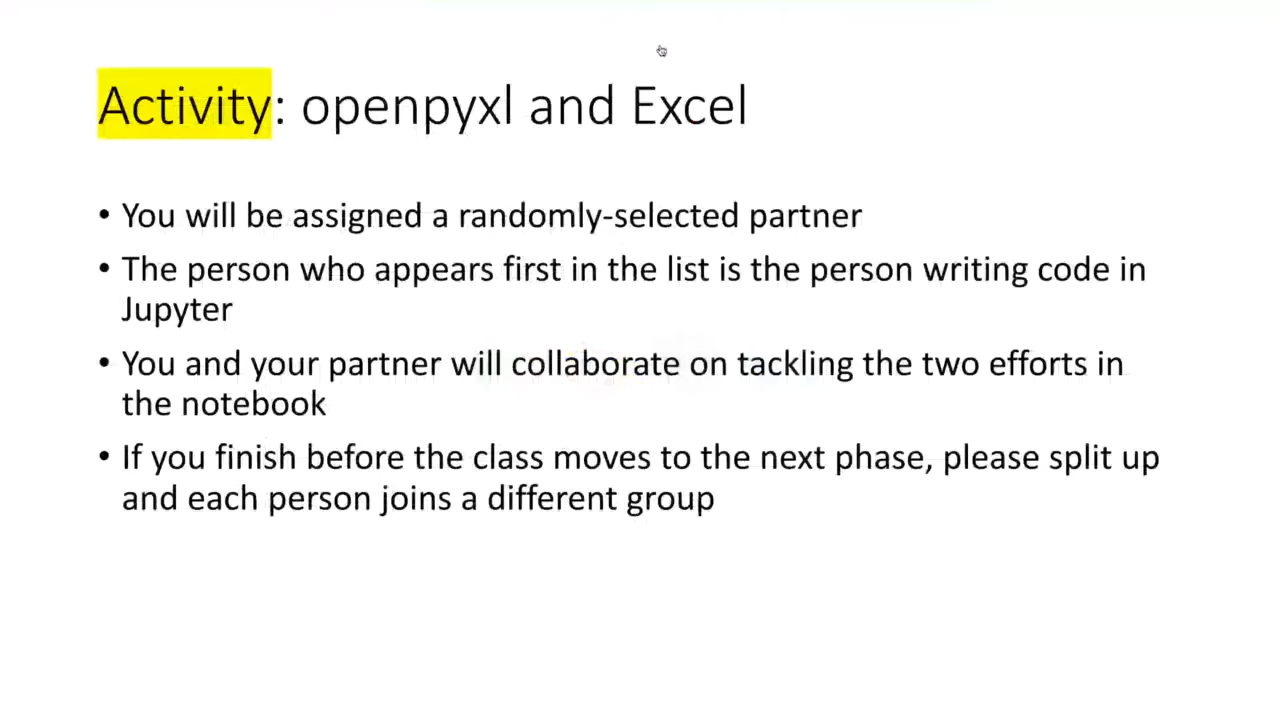 Activity: openpyxl and Excel
• You will be assigned a randomly-selected partner
• The person who appears first in the list is the person writing code in
Jupyter
• You and your partner will collaborate on tackling the two efforts in
the notebook
• If you finish before the class moves to the next phase, please split up
and each person joins a different group